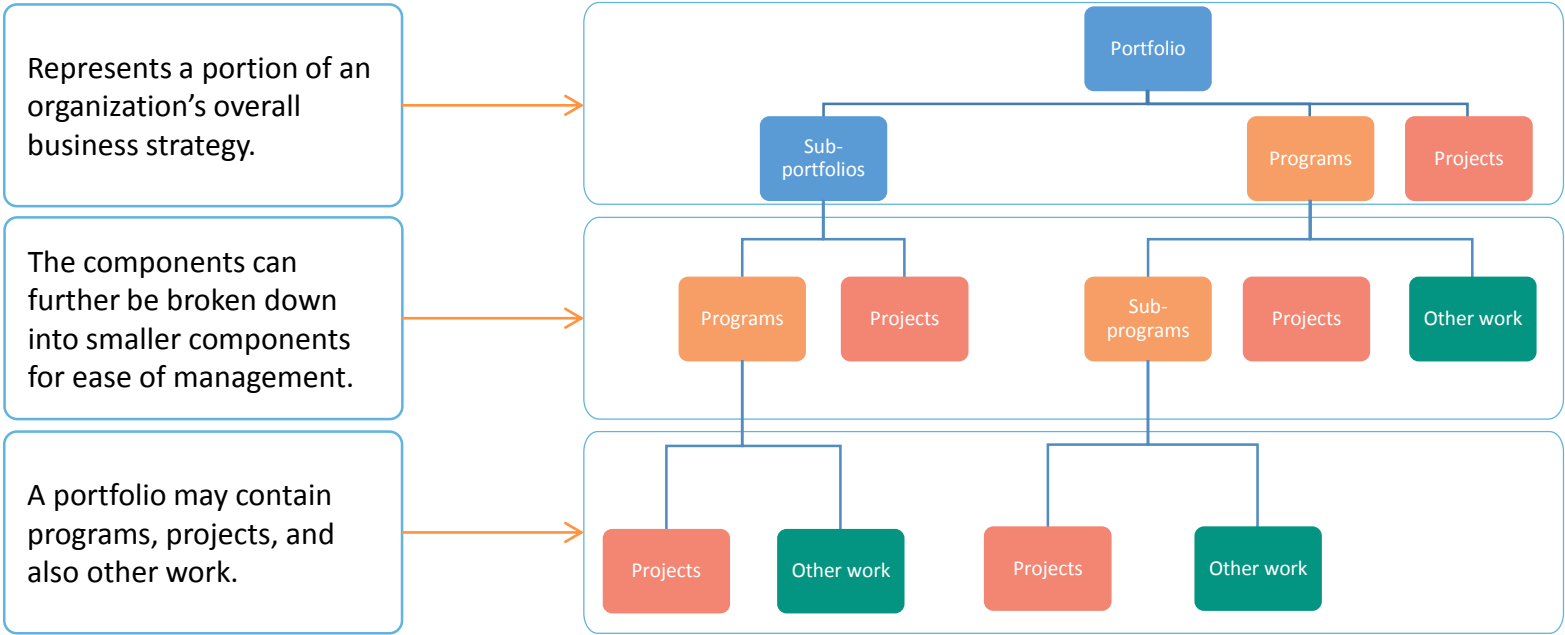 Represents a portion of an
organization’s overall
business strategy.
Portfolio
Sub-
portfolios
Programs
Projects
The components can
further be broken down
into smaller components
for ease of management.
Programs
Projects
Sub-
programs
Projects
Other work
A portfolio may contain
programs, projects, and
also other work.
Projects
Other work
Projects
Other work